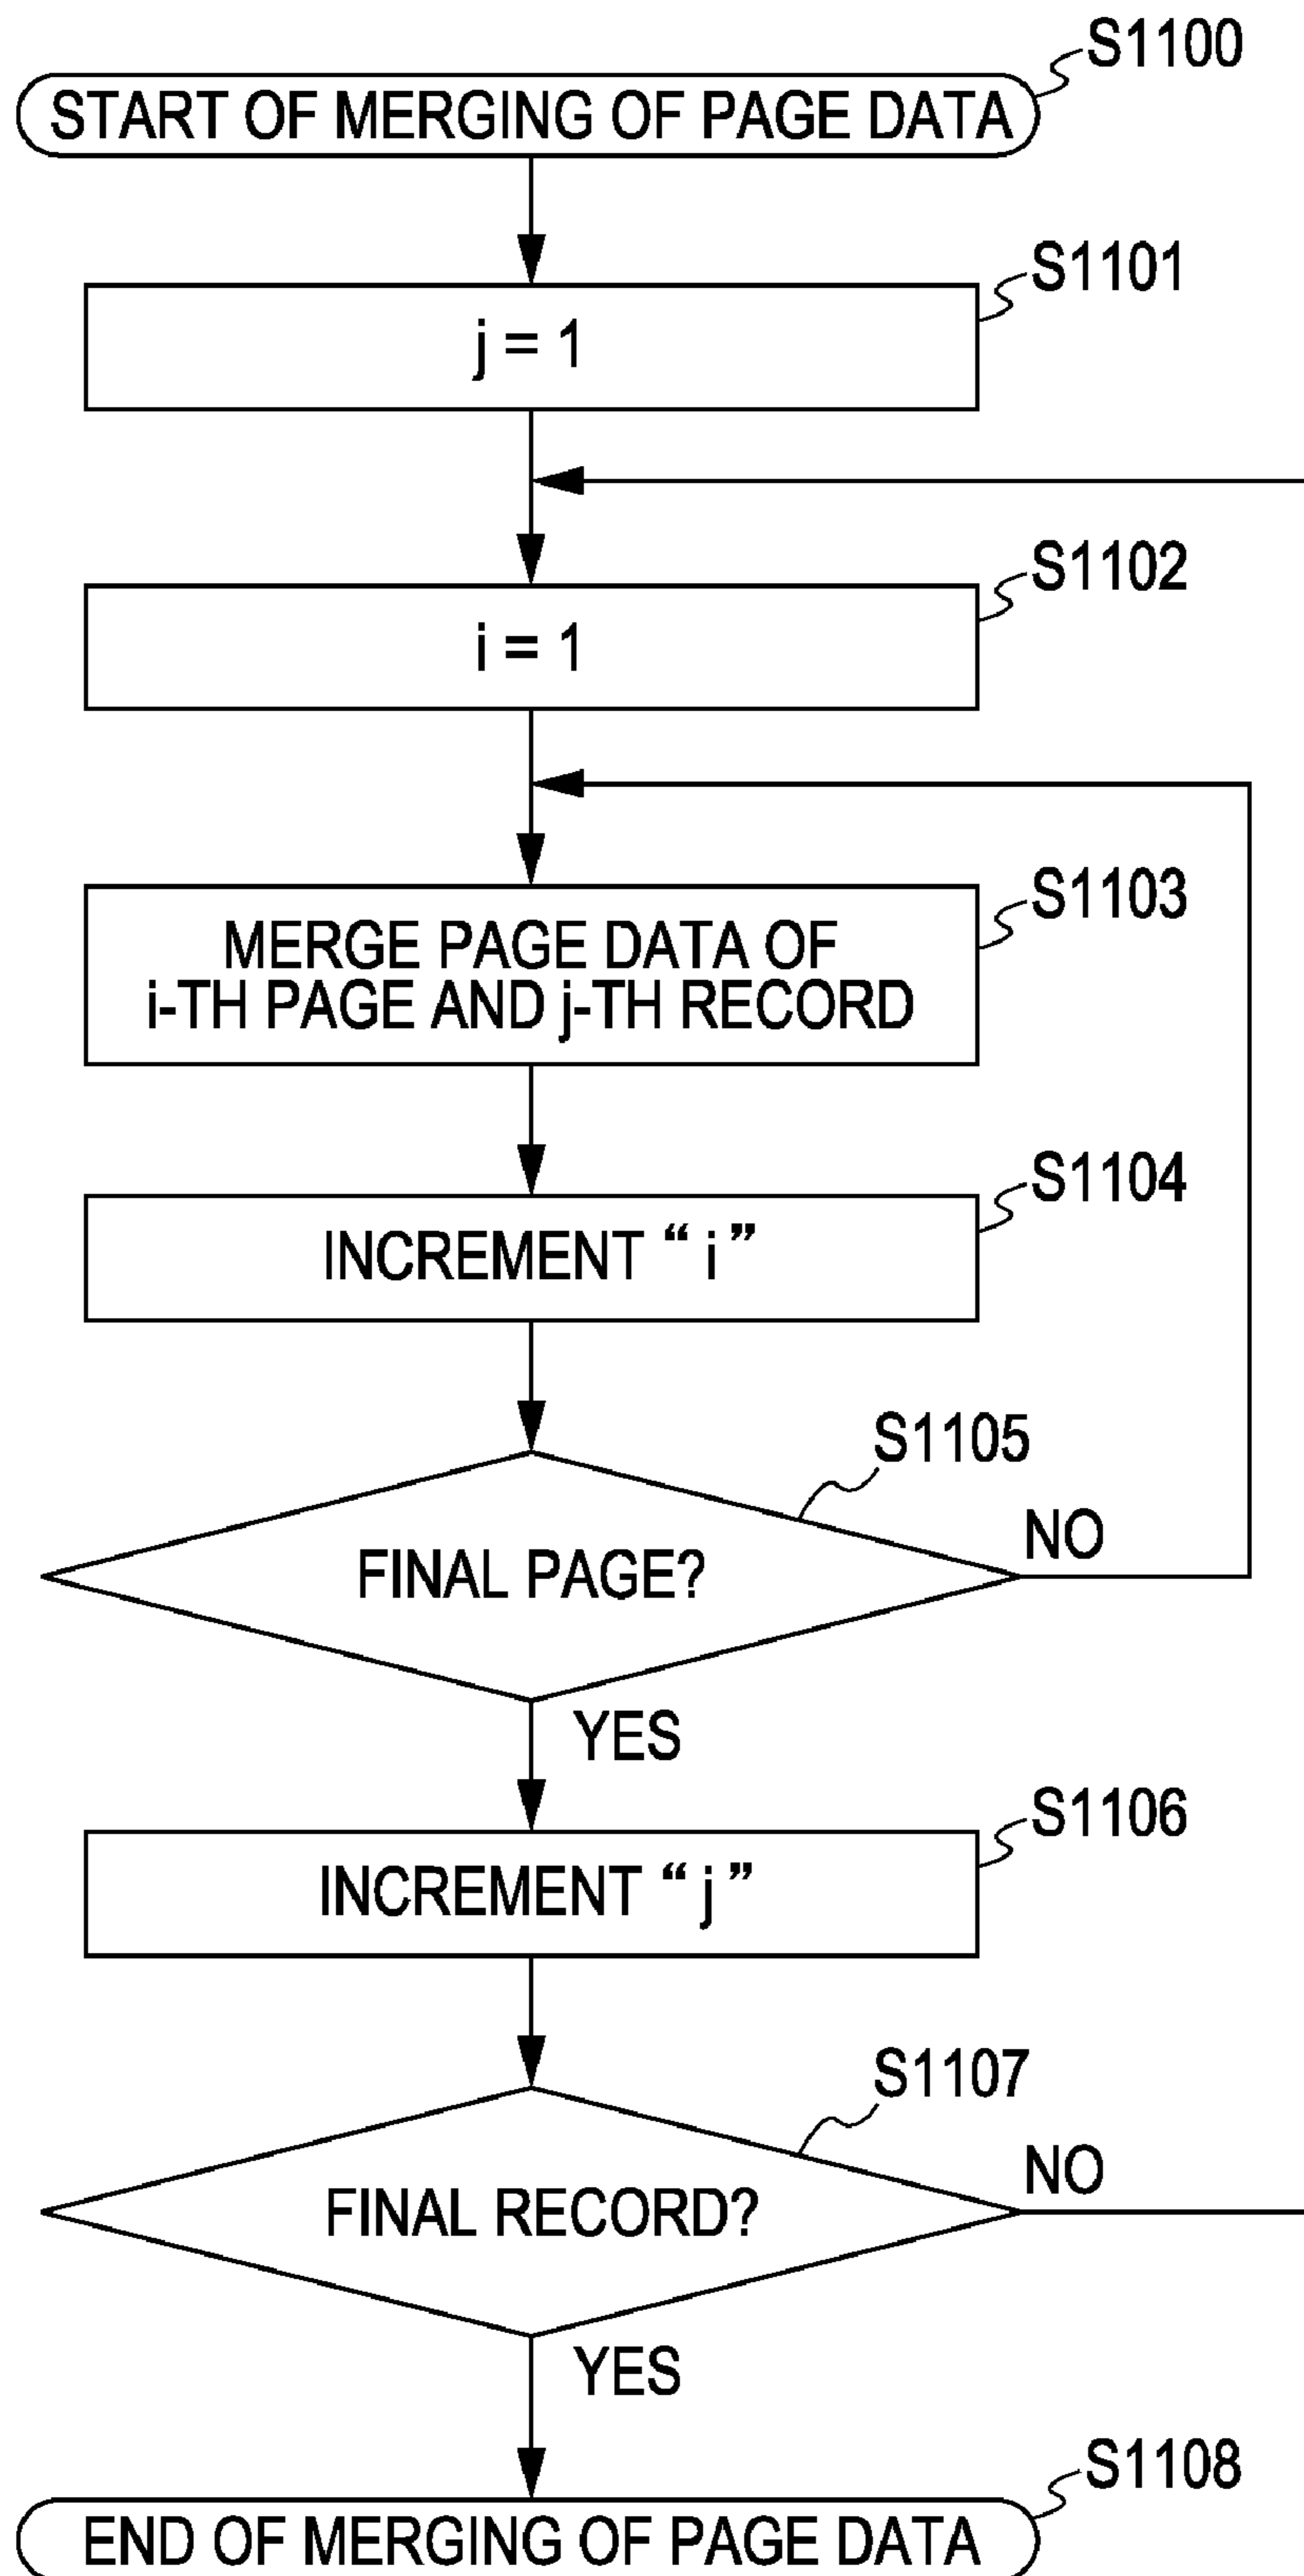 S1100
START OF MERGING OF PAGE DATA
S1101
j = 1
S1102
i = 1
S1103
MERGE PAGE DATA OF
i-TH PAGE AND j-TH RECORD
S1104
INCREMENT “ i ”
S1105
FINAL PAGE?
NO
YES
S1106
INCREMENT “ j ”
S1107
FINAL RECORD?
NO
YES
S1108
END OF MERGING OF PAGE DATA